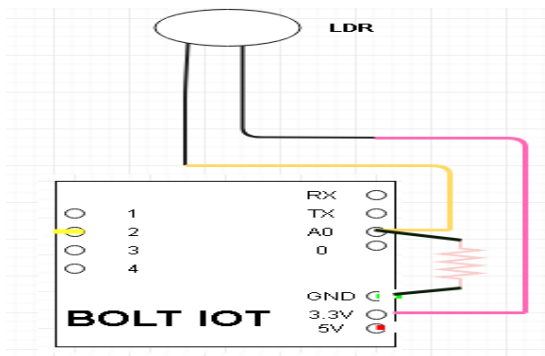 LDR
RX
1 TX
2 A0
3 0
4
GND
BOLT IOT 3.3V
5V